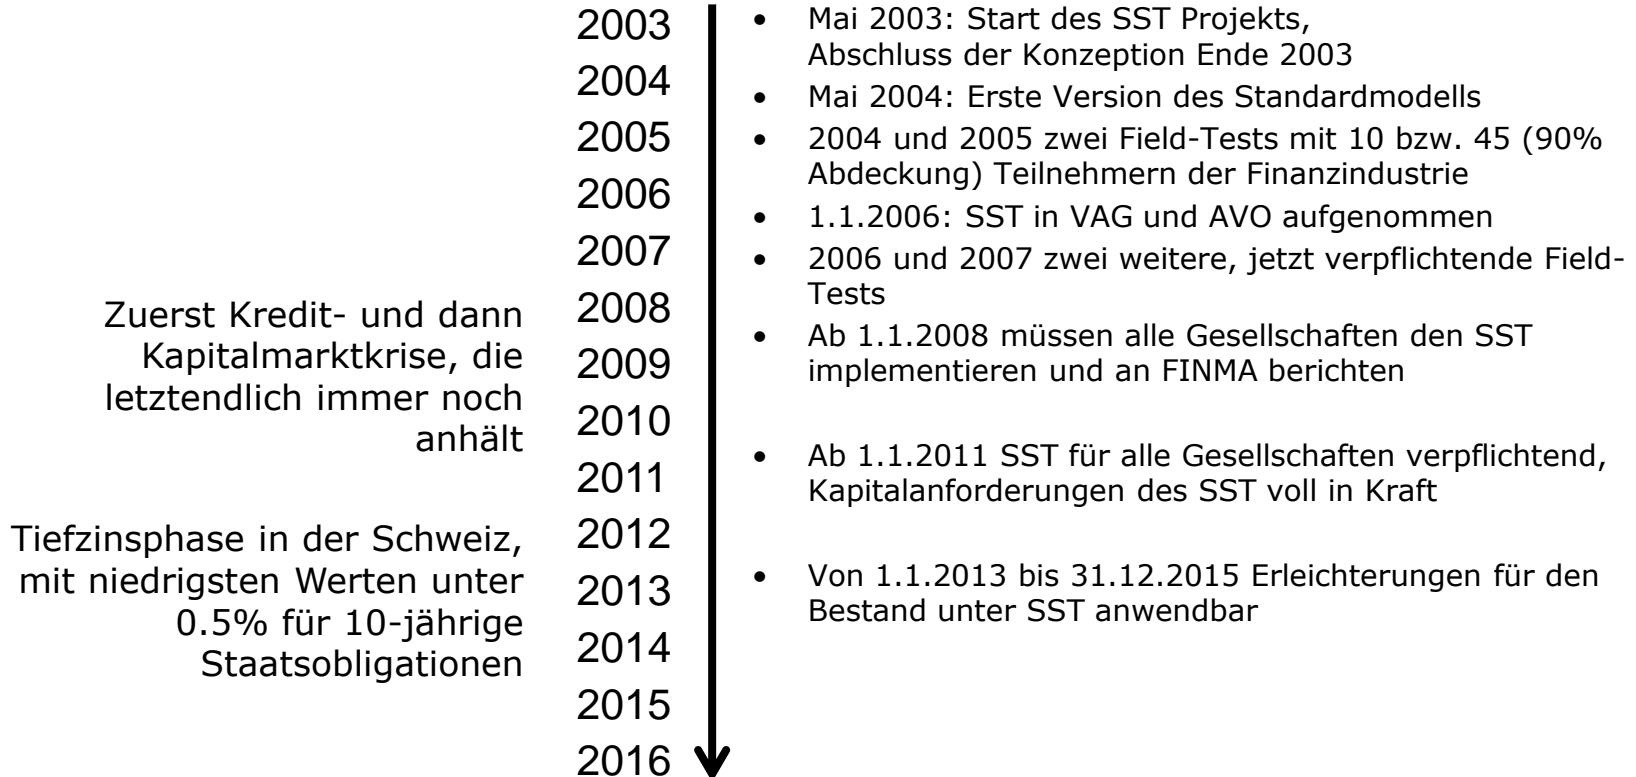 2003
2004
2005
2006
2007
2008
2009
2010
2011
2012
2013
2014
2015
2016
Zuerst Kredit- und dann
Kapitalmarktkrise, die
letztendlich immer noch
anhält
Tiefzinsphase in der Schweiz,
mit niedrigsten Werten unter
0.5% für 10-jährige
Staatsobligationen
• Mai 2003: Start des SST Projekts,
Abschluss der Konzeption Ende 2003
• Mai 2004: Erste Version des Standardmodells
• 2004 und 2005 zwei Field-Tests mit 10 bzw. 45 (90%
Abdeckung) Teilnehmern der Finanzindustrie
• 1.1.2006: SST in VAG und AVO aufgenommen
• 2006 und 2007 zwei weitere, jetzt verpflichtende Field-
Tests
• Ab 1.1.2008 müssen alle Gesellschaften den SST
implementieren und an FINMA berichten
• Ab 1.1.2011 SST für alle Gesellschaften verpflichtend,
Kapitalanforderungen des SST voll in Kraft
• Von 1.1.2013 bis 31.12.2015 Erleichterungen für den
Bestand unter SST anwendbar